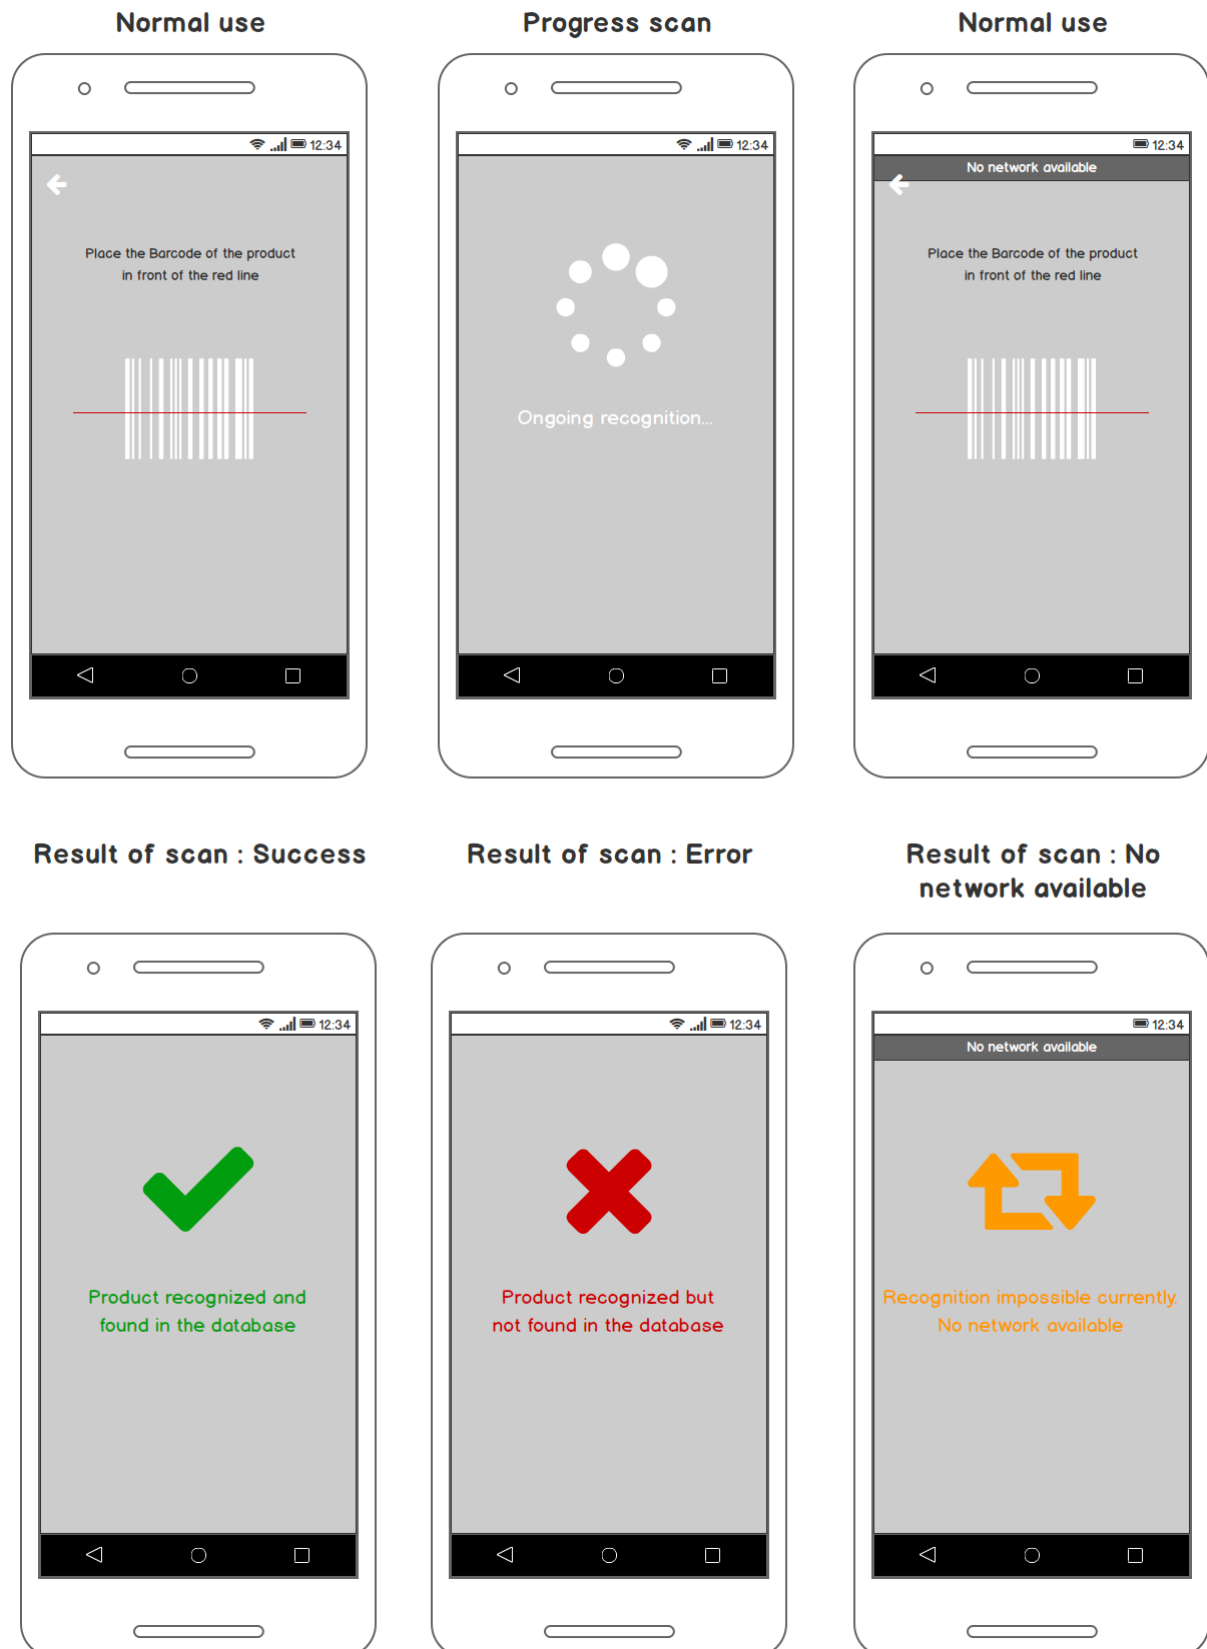 Normal use
Progress scan
Normal use
12:34
12:34
12:34
No network available
Place the Barcode of the product
in front of the red line
Ongoing recognition...
Place the Barcode of the product
in front of the red line
Result of scan : Success
Result of scan : Error
Result of scan : No
network available
12:34
12:34
12:34
No network available
Product recognized and
found in the database
Product recognized but
not found in the database
Recognition impossible currently.
No network available